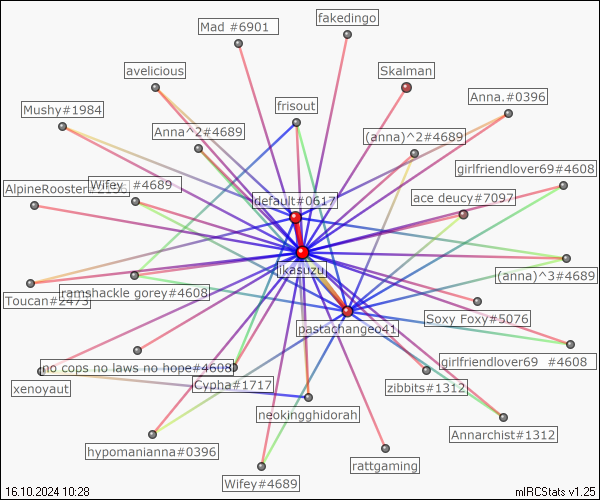 fakedingo
Mad #6901
avelicious
Skalman
Anna.#0396
Mushy#1984
frisout
Anna^2#4689
(anna)^2#4689
girlfriendlover69#4608
AlpineRooster#2196
Wifey_#4689
ace deucy#7097
default#0617
ikasuzu
(anna)^3#4689
Toucan#2473
ramshackle gorey#4608
Soxy Foxy#5076
pastachangeo41
no cops no laws no hope#4608
girlfriendlover69_#4608
xenoyaut
Cypha#1717
zibbits#1312
neokingghidorah
Annarchist#1312
hypomanianna#0396
rattgaming
Wifey#4689
16.10.2024 10:28
mIRCStats v1.25